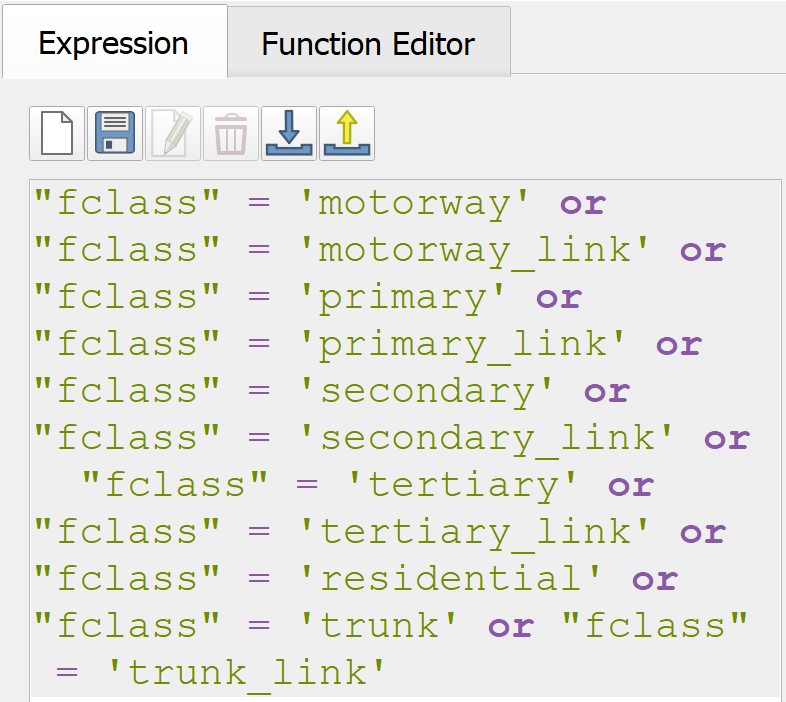 Expression Function Editor
"fclass" = 'motorway' or
"fclass" = 'motorway_link' or
"fclass" = 'primary' or
"fclass" = 'primary_link' or
"fclass" = 'secondary' or
"fclass" = 'secondary_link' or
"fclass" = 'tertiary' or
"fclass" = 'tertiary_link' or
"fclass" = 'residential' or
"fclass" = 'trunk' or "fclass"
= 'trunk_link'